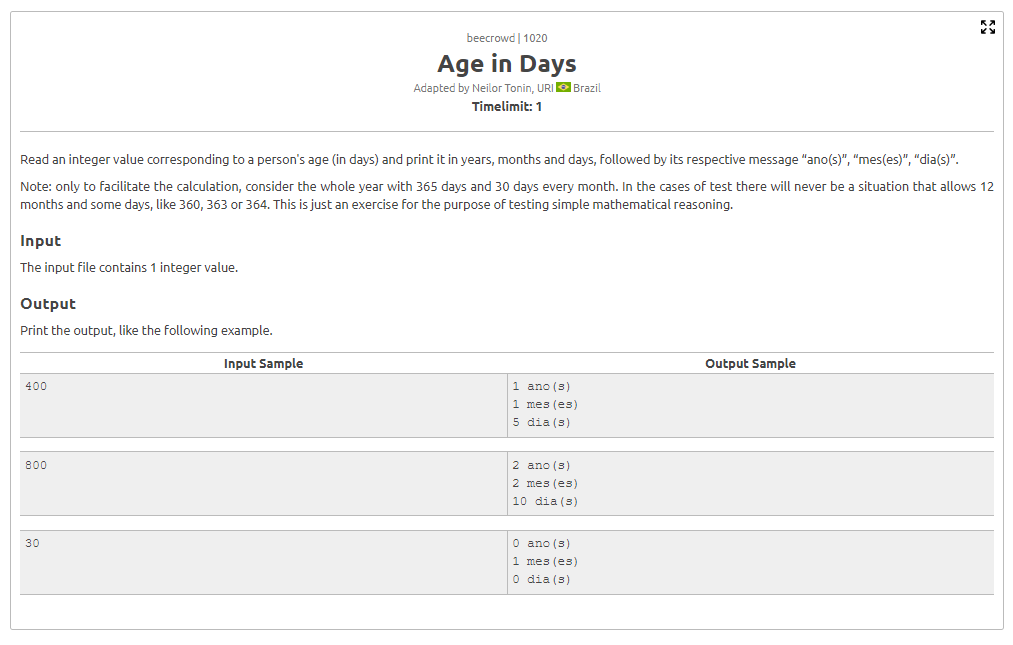 beecrowd | 1020
Age in Days
Adapted by Neilor Tonin, URI Brazil
Timelimit: 1
Read an integer value corresponding to a person's age (in days) and print it in years, months and days, followed by its respective message “ano(s)”, “mes(es)”, “dia(s)”.
Note: only to facilitate the calculation, consider the whole year with 365 days and 30 days every month. In the cases of test there will never be a situation that allows 12
months and some days, like 360, 363 or 364. This is just an exercise for the purpose of testing simple mathematical reasoning.
Input
The input file contains 1 integer value.
Output
Print the output, like the following example.
Input Sample Output Sample
400 1 ano(s)
1 mes(es)
5 dia(s)
800 2 ano(s)
2 mes(es)
10 dia(s)
30 0 ano(s)
1 mes(es)
0 dia(s)